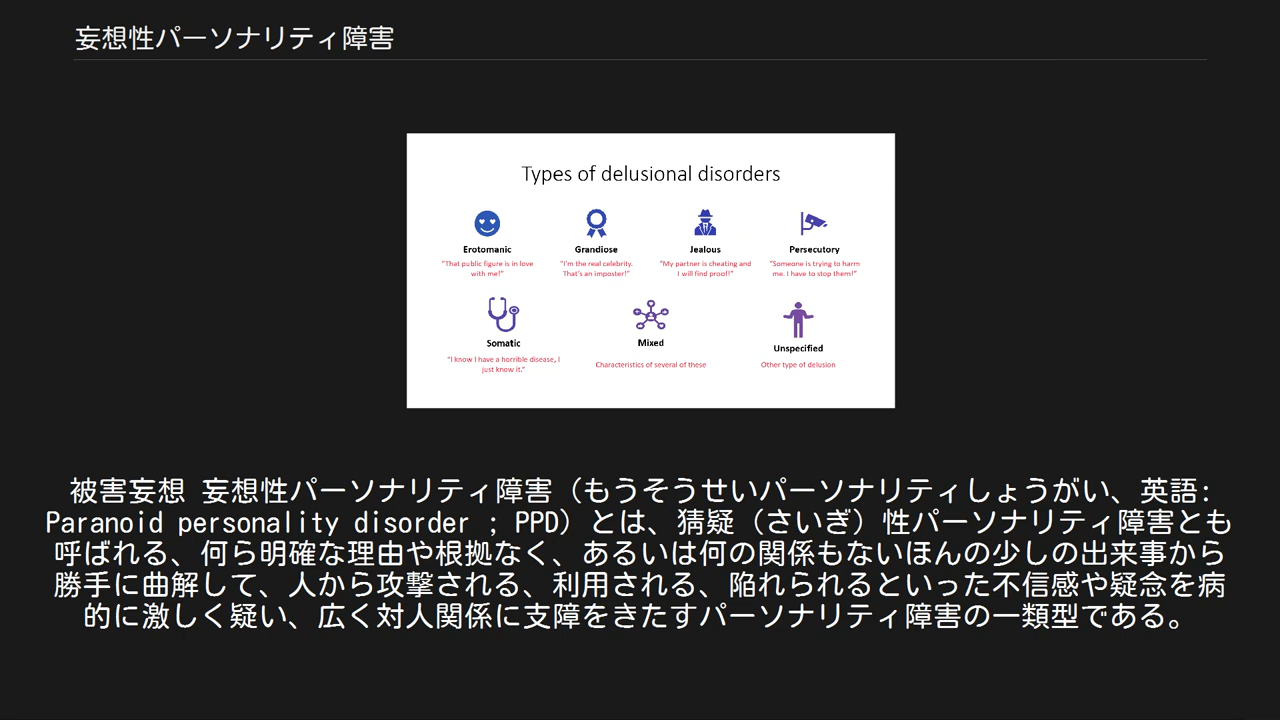 妄想性パーソナリティ障害
Types of delusional disorders
Erotomanic
"That public figure is in love
with me!"
Grandiose
"I'm the real celebrity.
That's an imposter!"
Jealous
"My partner is cheating and
I will find proof!"
Persecutory
"Someone is trying to harm
me. I have to stop them!"
Somatic
"I know I have a horrible disease, I
just know it."
Mixed
Characteristics of several of these
Unspecified
Other type of delusion
被害妄想 妄想性パーソナリティ障害（もうそうせいパーソナリティしょうがい、英語:
Paranoid personality disorder ; PPD）とは、猜疑（さいぎ）性パーソナリティ障害とも
呼ばれる、何ら明確な理由や根拠なく、あるいは何の関係もないほんの少しの出来事から
勝手に曲解して、人から攻撃される、利用される、陥れられるといった不信感や疑念を病
的に激しく疑い、広く対人関係に支障をきたすパーソナリティ障害の一類型である。